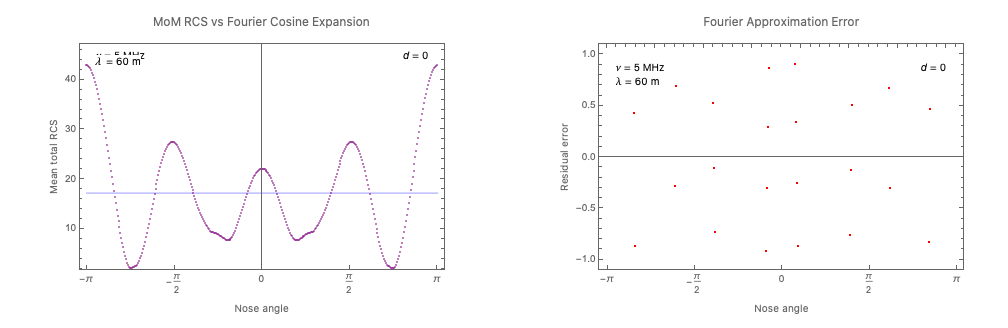 MoM RCS vs Fourier Cosine Expansion
ν = 5 MHz
λ = 60 m
d = 0
40
30
20
10
Mean total RCS
−π
−π/2
0
π/2
π
Nose angle
Fourier Approximation Error
ν = 5 MHz
λ = 60 m
d = 0
1.0
0.5
0.0
−0.5
−1.0
Residual error
−π
−π/2
0
π/2
π
Nose angle